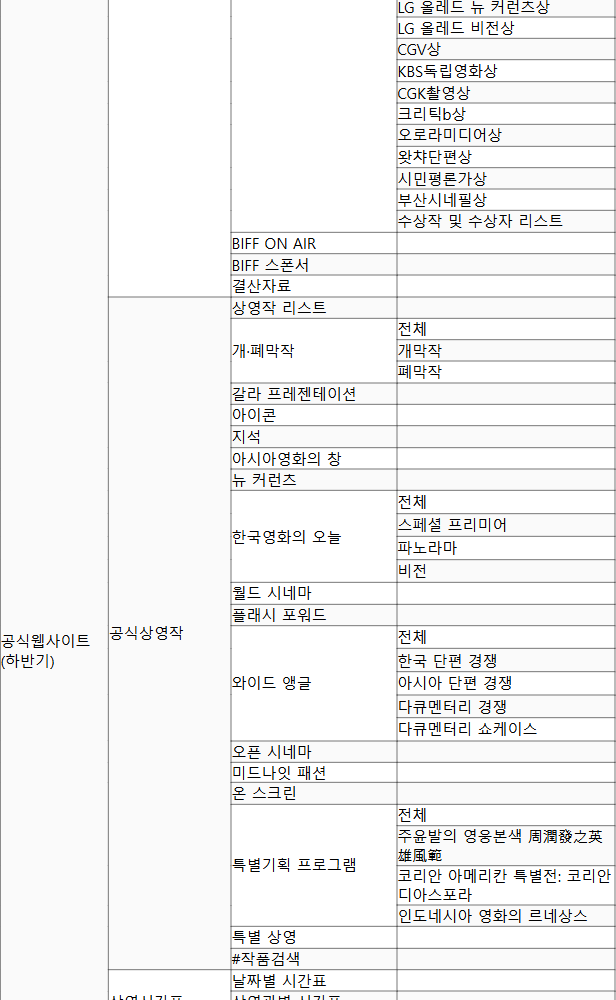 LG 올레드 뉴 커런츠상
LG 올레드 비전상
CGV상
KBS독립영화상
CGK촬영상
크리틱b상
오로라미디어상
왓챠단편상
시민평론가상
부산시네필상
수상작 및 수상자 리스트
BIFF ON AIR
BIFF 스폰서
결산자료
공식웹사이트
(하반기)
공식상영작
상영작 리스트
개·폐막작
전체
개막작
폐막작
갈라 프레젠테이션
아이콘
지석
아시아영화의 창
뉴 커런츠
한국영화의 오늘
전체
스페셜 프리미어
파노라마
비전
월드 시네마
플래시 포워드
와이드 앵글
전체
한국 단편 경쟁
아시아 단편 경쟁
다큐멘터리 경쟁
다큐멘터리 쇼케이스
오픈 시네마
미드나잇 패션
온 스크린
특별기획 프로그램
전체
주윤발의 영웅본색 周潤發之英
雄風範
코리안 아메리칸 특별전: 코리안
디아스포라
인도네시아 영화의 르네상스
특별 상영
#작품검색
상영시간표
날짜별 시간표
상영관별 시간표